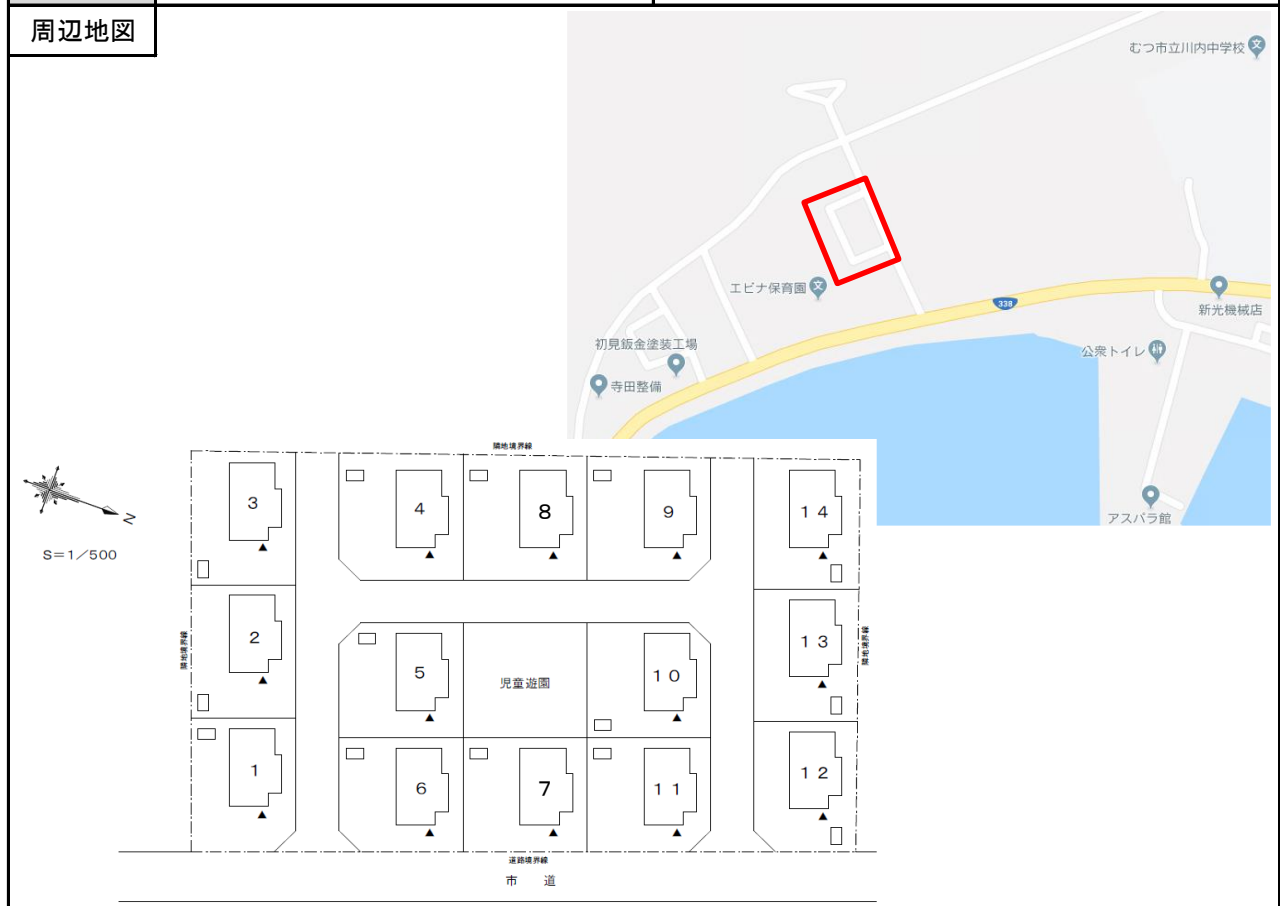 周辺地図
むつ市立川内中学校
エビナ保育園
338
新光機械店
初見鈑金塗装工場
公衆トイレ
寺田整備
アスパラ館
隣地境界線
N
S=1/500
3
4
8
9
14
隣地境界線
2
5
児童遊園
10
13
隣地境界線
1
6
7
11
12
道路境界線
市 道